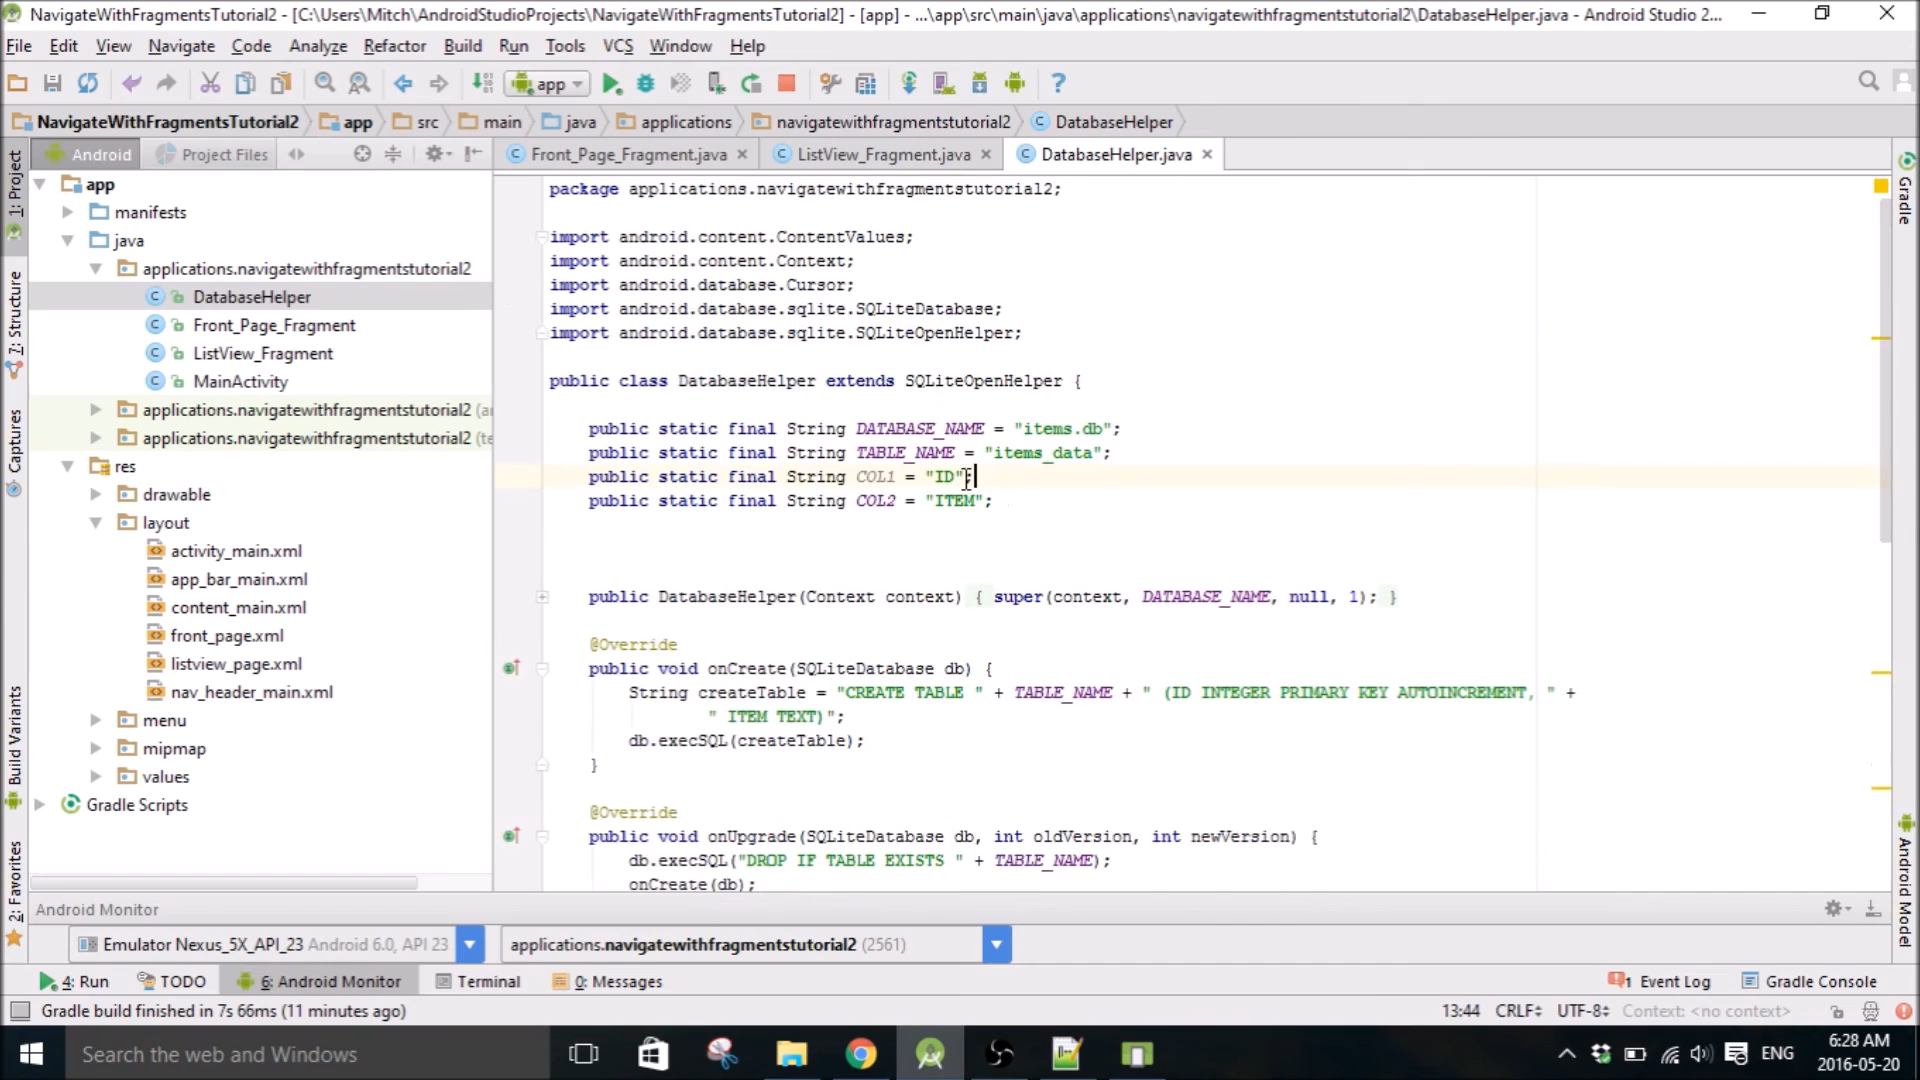 NavigateWithFragmentsTutorial2 - [C:\Users\Mitch\AndroidStudioProjects\NavigateWithFragmentsTutorial2] - [app] - ...\app\src\main\java\applications\navigatewithfragmentstutorial2\DatabaseHelper.java - Android Studio 2...
File Edit View Navigate Code Analyze Refactor Build Run Tools VCS Window Help
app
NavigateWithFragmentsTutorial2 app src main java applications navigatewithfragmentstutorial2 DatabaseHelper
Android Project Files
Front_Page_Fragment.java ListView_Fragment.java DatabaseHelper.java
1: Project
7: Structure
Captures
Build Variants
2: Favorites
app
manifests
java
applications.navigatewithfragmentstutorial2
DatabaseHelper
Front_Page_Fragment
ListView_Fragment
MainActivity
applications.navigatewithfragmentstutorial2 (a
applications.navigatewithfragmentstutorial2 (te
res
drawable
layout
activity_main.xml
app_bar_main.xml
content_main.xml
front_page.xml
listview_page.xml
nav_header_main.xml
menu
mipmap
values
Gradle Scripts
package applications.navigatewithfragmentstutorial2;
import android.content.ContentValues;
import android.content.Context;
import android.database.Cursor;
import android.database.sqlite.SQLiteDatabase;
import android.database.sqlite.SQLiteOpenHelper;
public class DatabaseHelper extends SQLiteOpenHelper {
public static final String DATABASE_NAME = "items.db";
public static final String TABLE_NAME = "items_data";
public static final String COL1 = "ID";
public static final String COL2 = "ITEM";
public DatabaseHelper(Context context) { super(context, DATABASE_NAME, null, 1); }
@Override
public void onCreate(SQLiteDatabase db) {
String createTable = "CREATE TABLE " + TABLE_NAME + " (ID INTEGER PRIMARY KEY AUTOINCREMENT, " +
" ITEM TEXT)";
db.execSQL(createTable);
}
@Override
public void onUpgrade(SQLiteDatabase db, int oldVersion, int newVersion) {
db.execSQL("DROP IF TABLE EXISTS " + TABLE_NAME);
onCreate(db);
Gradle
Android Model
Android Monitor
Emulator Nexus_5X_API_23 Android 6.0, API 23
applications.navigatewithfragmentstutorial2 (2561)
4: Run TODO 6: Android Monitor Terminal 0: Messages 1 Event Log Gradle Console
Gradle build finished in 7s 66ms (11 minutes ago) 13:44 CRLF UTF-8 Context: <no context>
Search the web and Windows
ENG
6:28 AM
2016-05-20